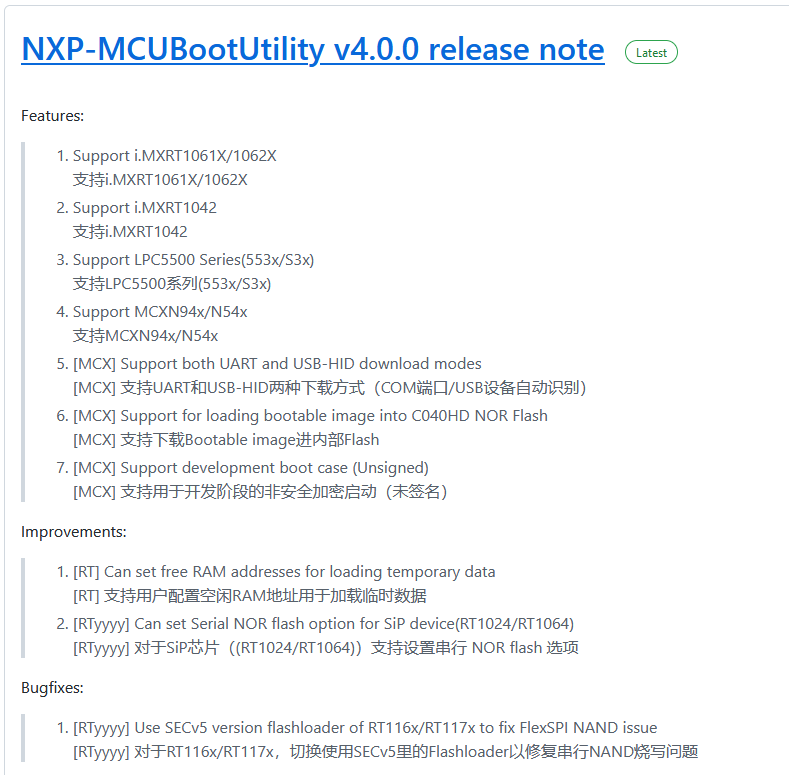 NXP-MCUBootUtility v4.0.0 release note Latest
Features:
1. Support i.MXRT1061X/1062X
支持i.MXRT1061X/1062X
2. Support i.MXRT1042
支持i.MXRT1042
3. Support LPC5500 Series(553x/S3x)
支持LPC5500系列(553x/S3x)
4. Support MCXN94x/N54x
支持MCXN94x/N54x
5. [MCX] Support both UART and USB-HID download modes
[MCX] 支持UART和USB-HID两种下载方式（COM端口/USB设备自动识别）
6. [MCX] Support for loading bootable image into C040HD NOR Flash
[MCX] 支持下载Bootable image进内部Flash
7. [MCX] Support development boot case (Unsigned)
[MCX] 支持用于开发阶段的非安全加密启动（未签名）
Improvements:
1. [RT] Can set free RAM addresses for loading temporary data
[RT] 支持用户配置空闲RAM地址用于加载临时数据
2. [RTyyyy] Can set Serial NOR flash option for SiP device(RT1024/RT1064)
[RTyyyy] 对于SiP芯片（(RT1024/RT1064)）支持设置串行 NOR flash 选项
Bugfixes:
1. [RTyyyy] Use SECv5 version flashloader of RT116x/RT117x to fix FlexSPI NAND issue
[RTyyyy] 对于RT116x/RT117x，切换使用SECv5里的Flashloader以修复串行NAND烧写问题